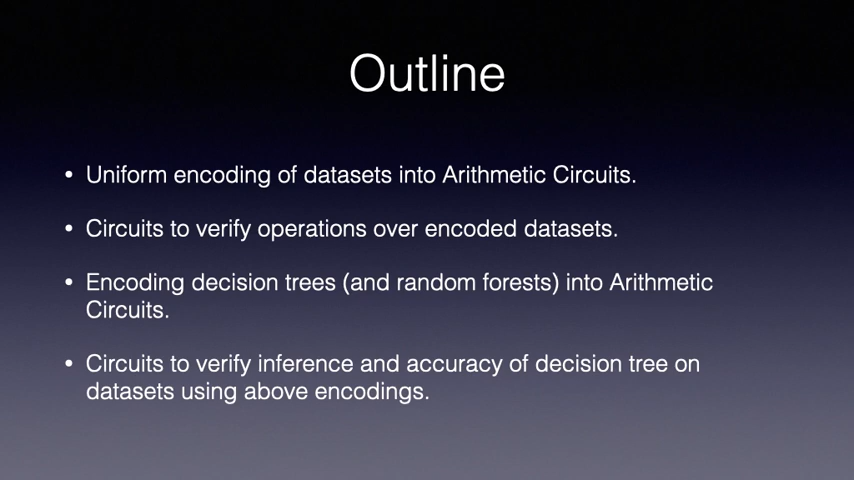 Outline
• Uniform encoding of datasets into Arithmetic Circuits.
• Circuits to verify operations over encoded datasets.
• Encoding decision trees (and random forests) into Arithmetic
Circuits.
• Circuits to verify inference and accuracy of decision tree on
datasets using above encodings.